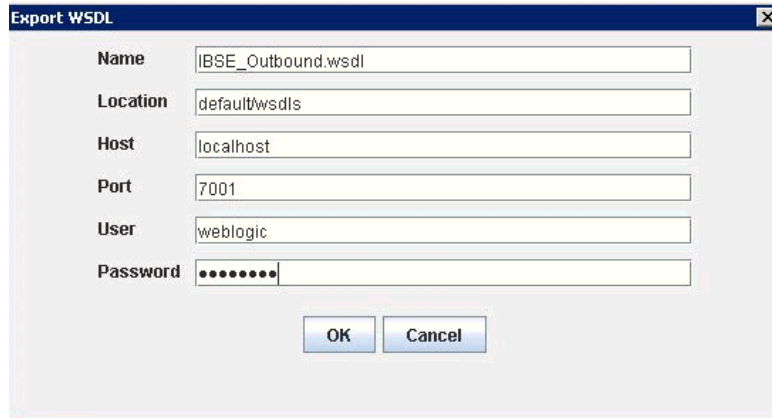 Export WSDL
Name IBSE_Outbound.wsdl
Location default/wsdls
Host localhost
Port 7001
User weblogic
Password ●●●●●●●●
OK Cancel